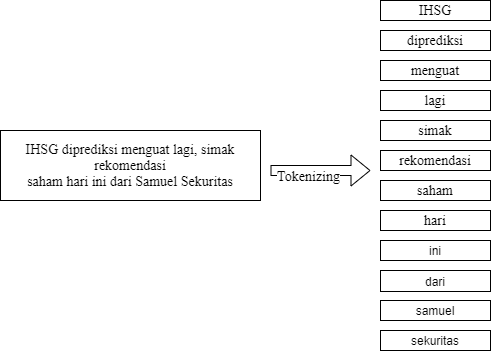 IHSG diprediksi menguat lagi, simak
rekomendasi
saham hari ini dari Samuel Sekuritas
Tokenizing
IHSG
diprediksi
menguat
lagi
simak
rekomendasi
saham
hari
ini
dari
samuel
sekuritas